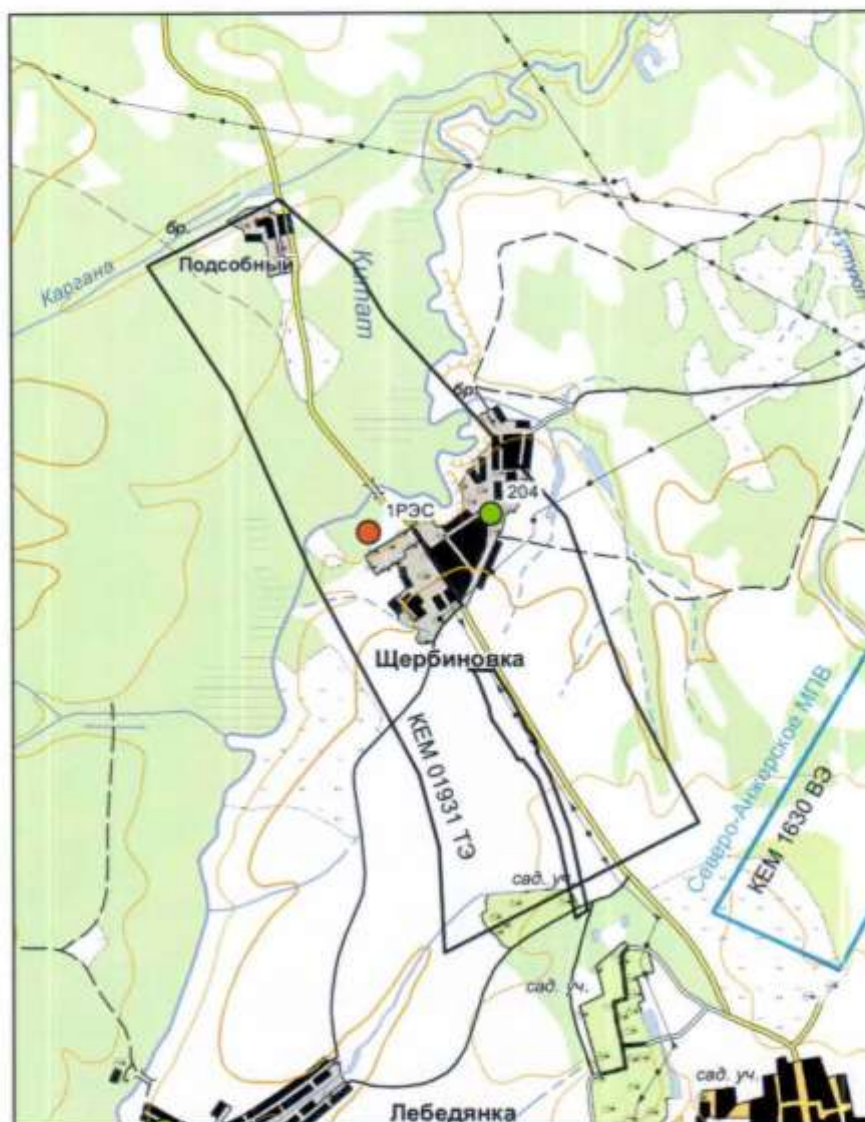 бр.
Каргана
Подсобный
Китат
бр.
204
1РЭС
Щербиновка
КЕМ 01931 ТЭ
Северо-Анжерское МПВ
КЕМ 1630 ВЭ
сад. уч.
сад. уч.
сад. уч.
Лебедянка